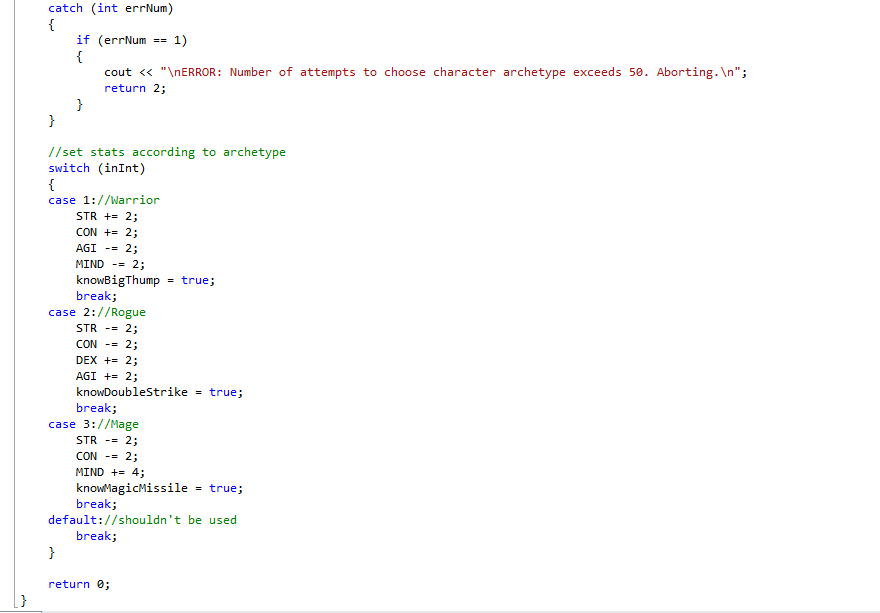 catch (int errNum)
{
if (errNum == 1)
{
cout << "\nERROR: Number of attempts to choose character archetype exceeds 50. Aborting.\n";
return 2;
}
}
//set stats according to archetype
switch (inInt)
{
case 1://Warrior
STR += 2;
CON += 2;
AGI -= 2;
MIND -= 2;
knowBigThump = true;
break;
case 2://Rogue
STR -= 2;
CON -= 2;
DEX += 2;
AGI += 2;
knowDoubleStrike = true;
break;
case 3://Mage
STR -= 2;
CON -= 2;
MIND += 4;
knowMagicMissile = true;
break;
default://shouldn't be used
break;
}
return 0;
}